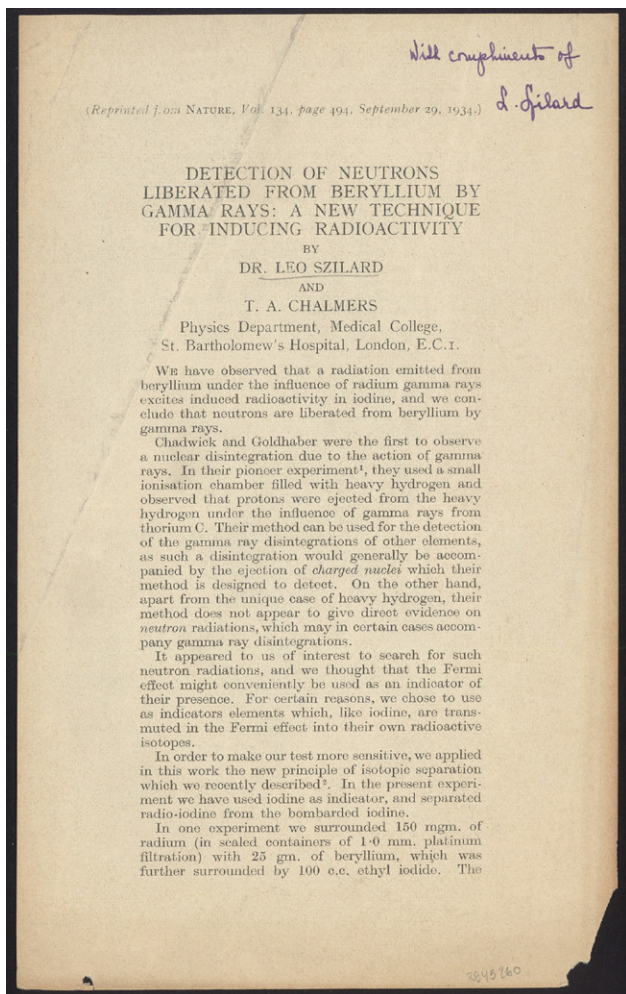 With compliments of
L. Szilard
(Reprinted from NATURE, Vol. 134, page 494, September 29, 1934.)
DETECTION OF NEUTRONS
LIBERATED FROM BERYLLIUM BY
GAMMA RAYS: A NEW TECHNIQUE
FOR INDUCING RADIOACTIVITY
BY
DR. LEO SZILARD
AND
T. A. CHALMERS
Physics Department, Medical College,
St. Bartholomew's Hospital, London, E.C.1.
WE have observed that a radiation emitted from
beryllium under the influence of radium gamma rays
excites induced radioactivity in iodine, and we con-
clude that neutrons are liberated from beryllium by
gamma rays.
Chadwick and Goldhaber were the first to observe
a nuclear disintegration due to the action of gamma
rays. In their pioneer experiment¹, they used a small
ionisation chamber filled with heavy hydrogen and
observed that protons were ejected from the heavy
hydrogen under the influence of gamma rays from
thorium C. Their method can be used for the detection
of the gamma ray disintegrations of other elements,
as such a disintegration would generally be accom-
panied by the ejection of charged nuclei which their
method is designed to detect. On the other hand,
apart from the unique case of heavy hydrogen, their
method does not appear to give direct evidence on
neutron radiations, which may in certain cases accom-
pany gamma ray disintegrations.
It appeared to us of interest to search for such
neutron radiations, and we thought that the Fermi
effect might conveniently be used as an indicator of
their presence. For certain reasons, we chose to use
as indicators elements which, like iodine, are trans-
muted in the Fermi effect into their own radioactive
isotopes.
In order to make our test more sensitive, we applied
in this work the new principle of isotopic separation
which we recently described². In the present experi-
ment we have used iodine as indicator, and separated
radio-iodine from the bombarded iodine.
In one experiment we surrounded 150 mgm. of
radium (in sealed containers of 1·0 mm. platinum
filtration) with 25 gm. of beryllium, which was
further surrounded by 100 c.c. ethyl iodide. The
2845260